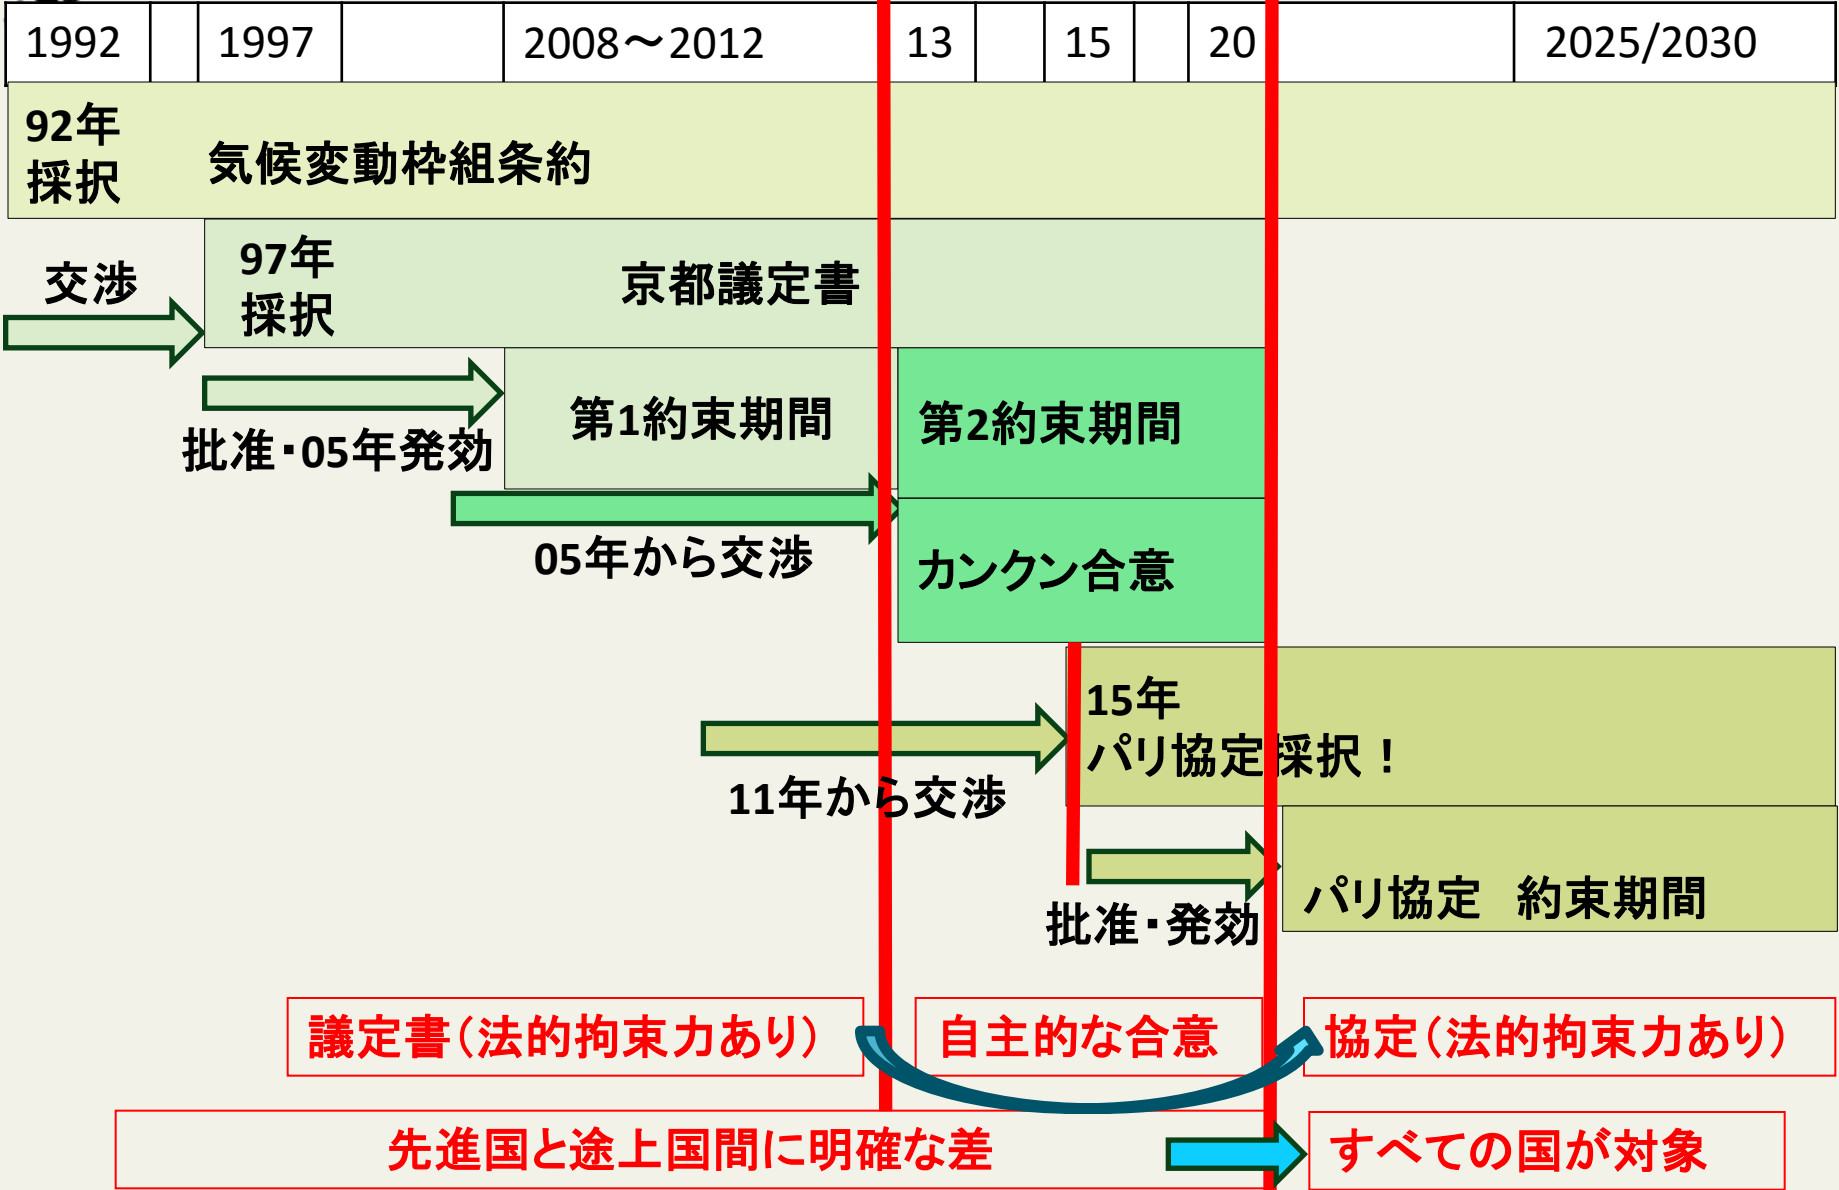 1992 1997 2008～2012 13 15 20 2025/2030
92年
採択
気候変動枠組条約
97年
採択
京都議定書
交渉
第1約束期間
第2約束期間
批准・05年発効
05年から交渉
カンクン合意
15年
パリ協定採択！
11年から交渉
パリ協定　約束期間
批准・発効
議定書（法的拘束力あり）
自主的な合意
協定（法的拘束力あり）
先進国と途上国間に明確な差
すべての国が対象